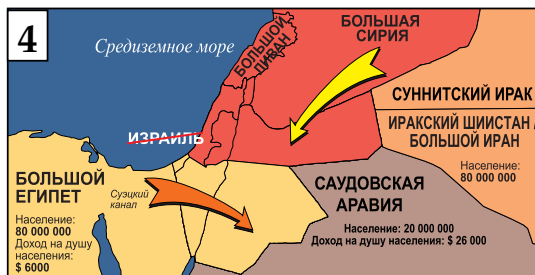 4
Средиземное море
БОЛЬШОЙ
ЛИВАН
БОЛЬШАЯ
СИРИЯ
СУННИТСКИЙ ИРАК
ИРАКСКИЙ ШИИСТАН /
БОЛЬШОЙ ИРАН
Население:
80 000 000
ИЗРАИЛЬ
БОЛЬШОЙ
ЕГИПЕТ
Суэцкий
канал
Население:
80 000 000
Доход на душу
населения:
$ 6000
САУДОВСКАЯ
АРАВИЯ
Население: 20 000 000
Доход на душу населения: $ 26 000